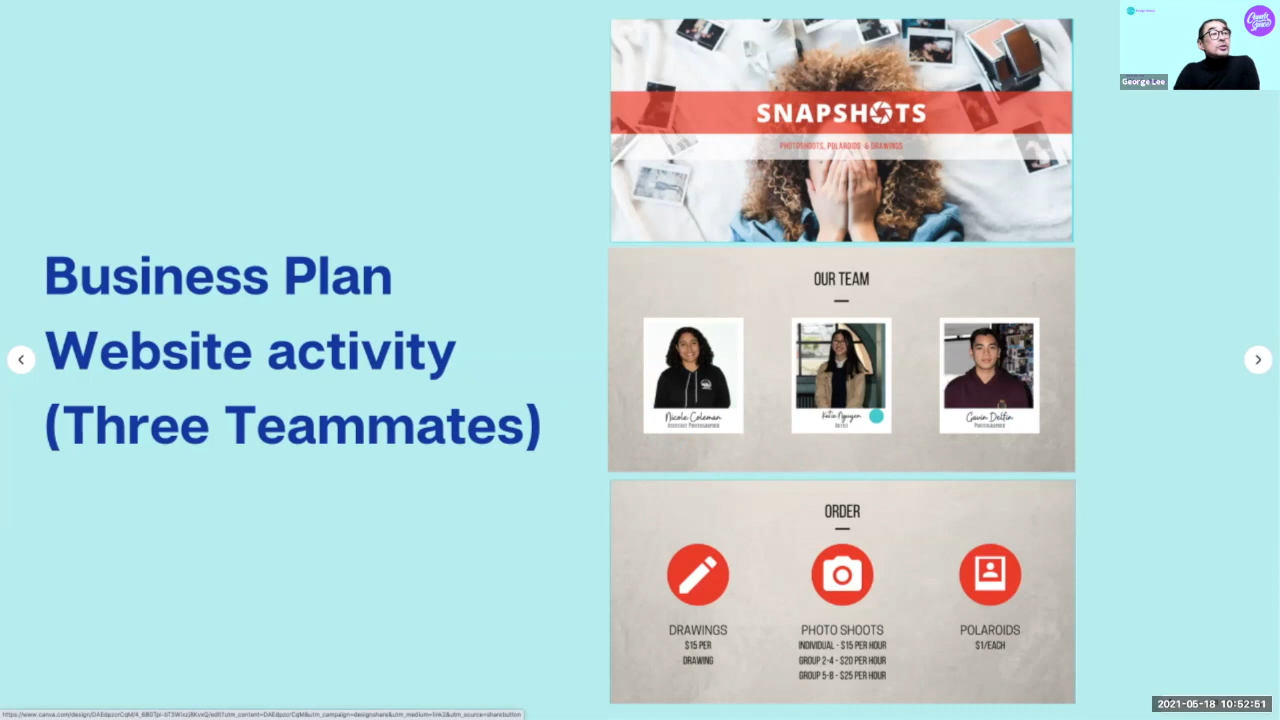 Business Plan
Website activity
(Three Teammates)
SNAPSHOTS
PHOTOSHOOTS, POLAROIDS & DRAWINGS
OUR TEAM
Nicole Coleman
ASSISTANT PHOTOGRAPHER
Katie Nguyen
ARTIST
Gavin Delfin
PHOTOGRAPHER
ORDER
DRAWINGS
$15 PER
DRAWING
PHOTO SHOOTS
INDIVIDUAL - $15 PER HOUR
GROUP 2-4 - $20 PER HOUR
GROUP 5-8 - $25 PER HOUR
POLAROIDS
$1/EACH
George Lee
2021-05-18 10:52:51